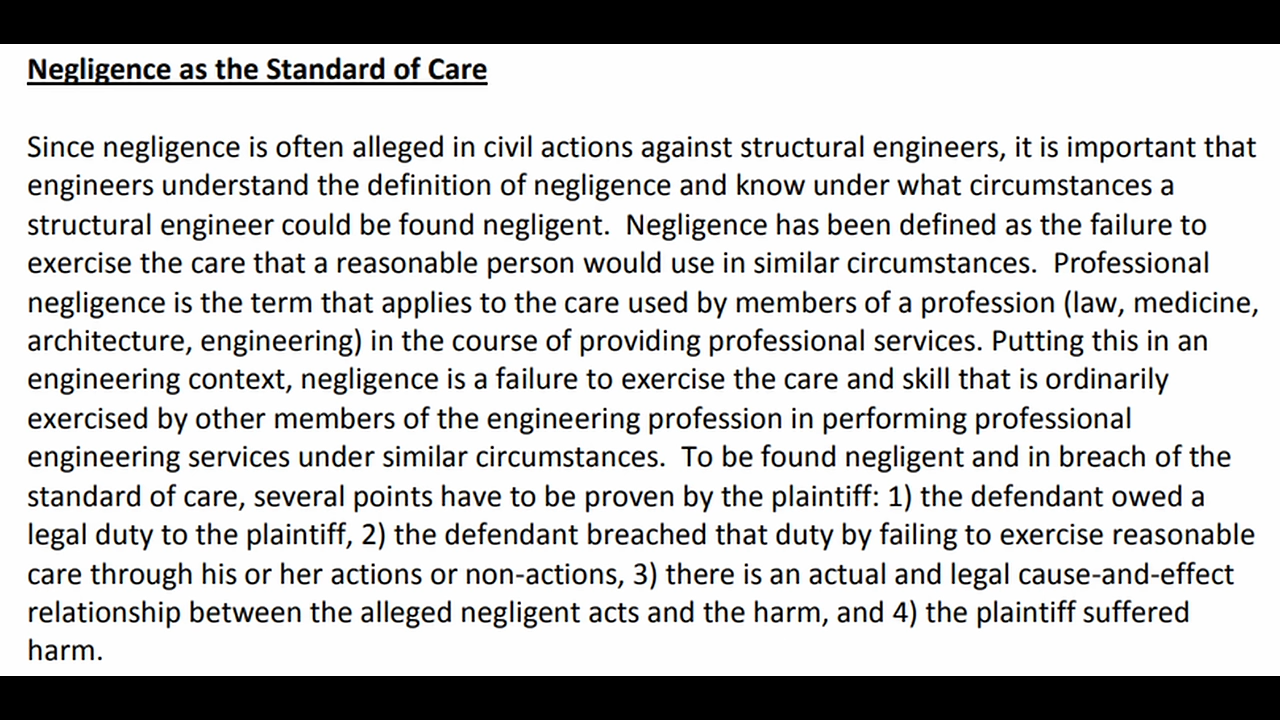 Negligence as the Standard of Care
Since negligence is often alleged in civil actions against structural engineers, it is important that
engineers understand the definition of negligence and know under what circumstances a
structural engineer could be found negligent.  Negligence has been defined as the failure to
exercise the care that a reasonable person would use in similar circumstances.  Professional
negligence is the term that applies to the care used by members of a profession (law, medicine,
architecture, engineering) in the course of providing professional services. Putting this in an
engineering context, negligence is a failure to exercise the care and skill that is ordinarily
exercised by other members of the engineering profession in performing professional
engineering services under similar circumstances.  To be found negligent and in breach of the
standard of care, several points have to be proven by the plaintiff: 1) the defendant owed a
legal duty to the plaintiff, 2) the defendant breached that duty by failing to exercise reasonable
care through his or her actions or non-actions, 3) there is an actual and legal cause-and-effect
relationship between the alleged negligent acts and the harm, and 4) the plaintiff suffered
harm.